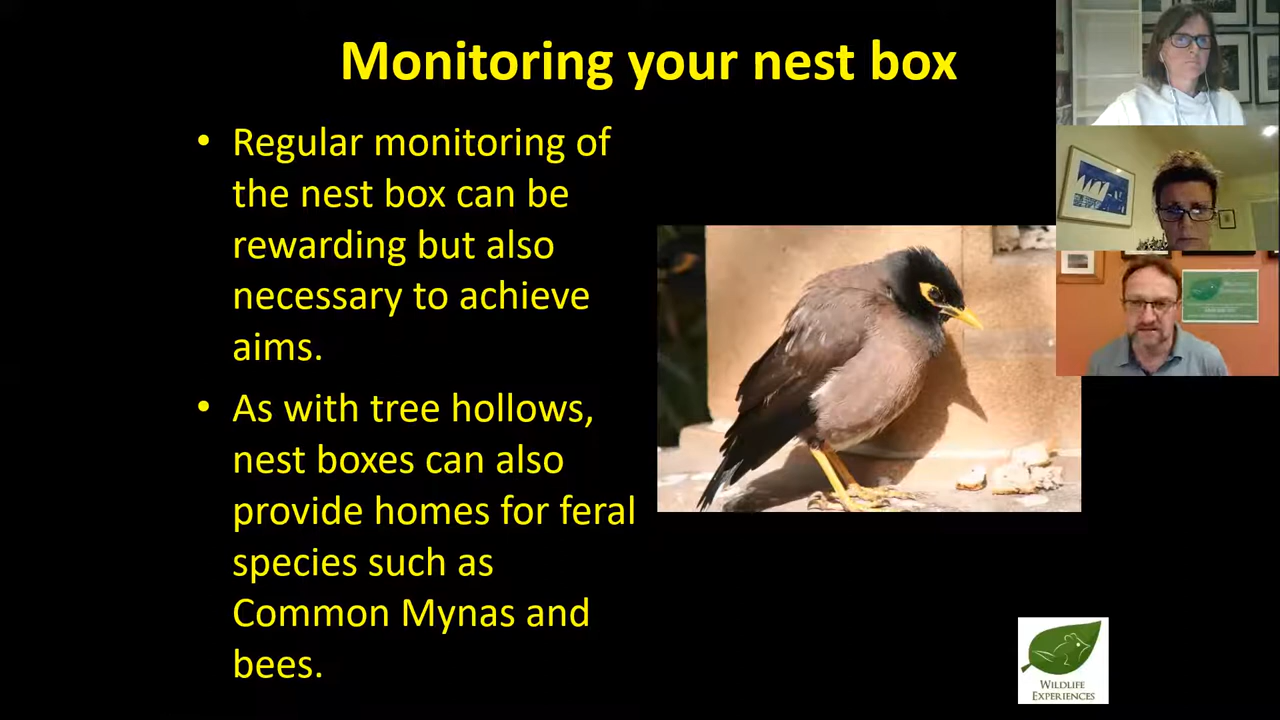 Monitoring your nest box
• Regular monitoring of
the nest box can be
rewarding but also
necessary to achieve
aims.
• As with tree hollows,
nest boxes can also
provide homes for feral
species such as
Common Mynas and
bees.
WILDLIFE
EXPERIENCES